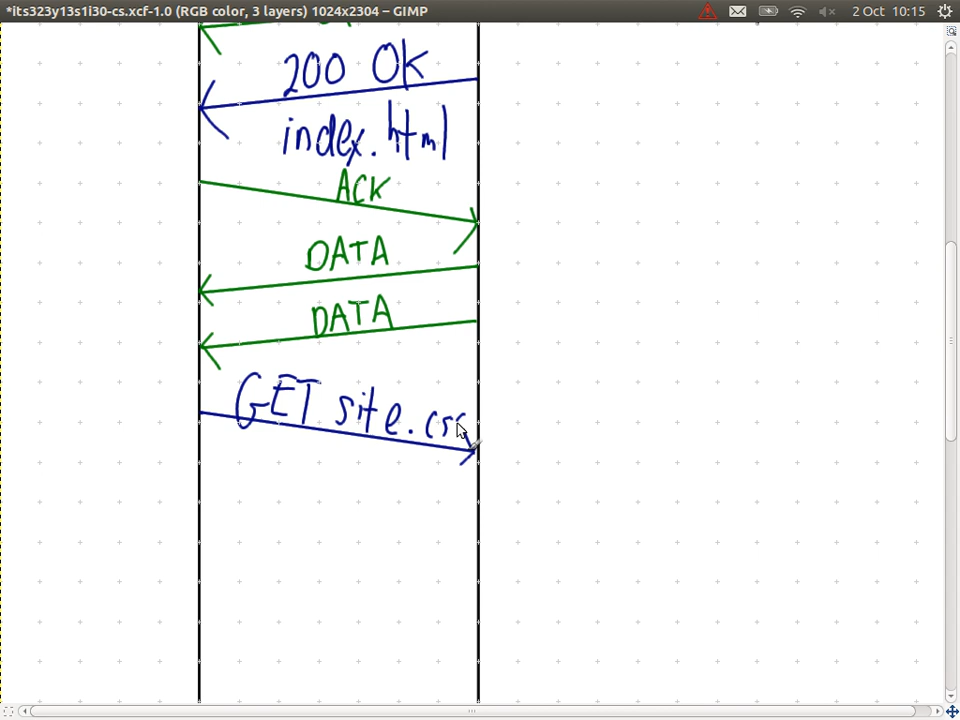 *its323y13s1i30-cs.xcf-1.0 (RGB color, 3 layers) 1024x2304 – GIMP
2 Oct 10:15
200 OK
index.html
ACK
DATA
DATA
GET site.css